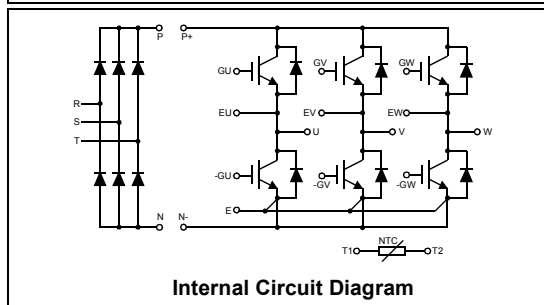 P P+
GU GV GW
R
EU EV EW
S
U V W
T
-GU -GV -GW
E
N N-
NTC
T1 T2
Internal Circuit Diagram